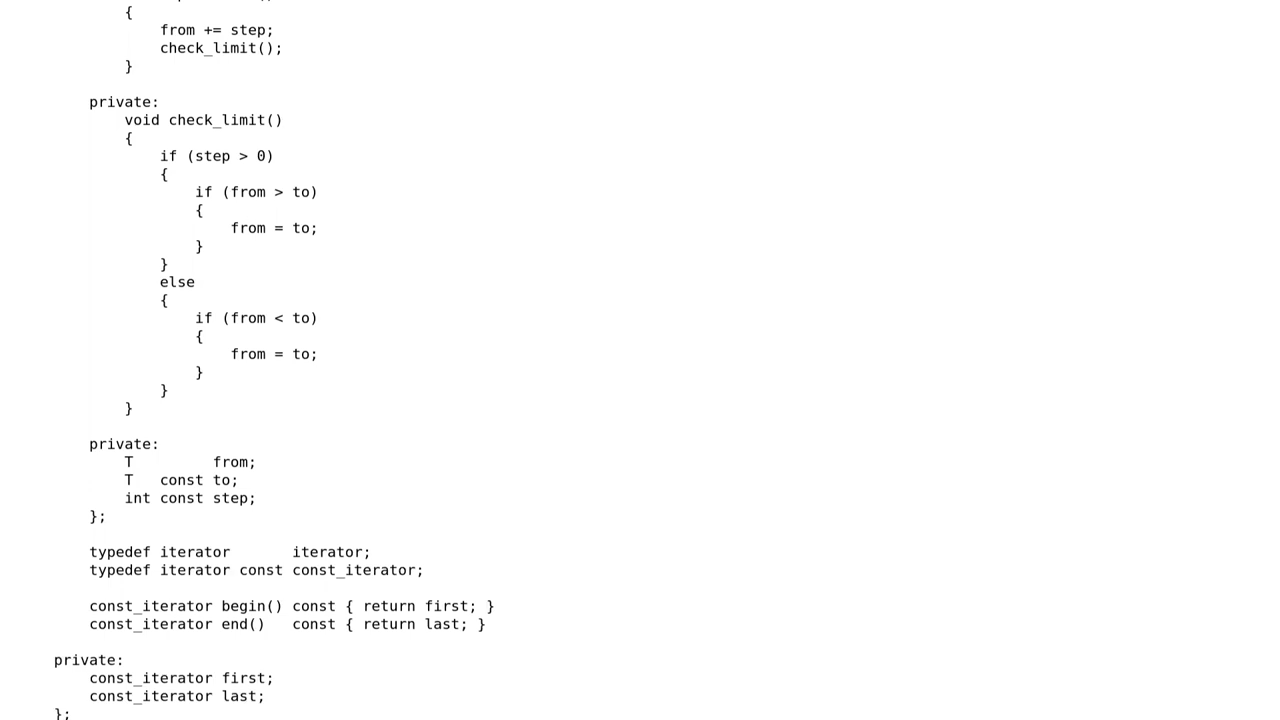 {
from += step;
check_limit();
}
private:
void check_limit()
{
if (step > 0)
{
if (from > to)
{
from = to;
}
}
else
{
if (from < to)
{
from = to;
}
}
}
private:
T         from;
T   const to;
int const step;
};
typedef iterator       iterator;
typedef iterator const const_iterator;
const_iterator begin() const { return first; }
const_iterator end()   const { return last; }
private:
const_iterator first;
const_iterator last;
};